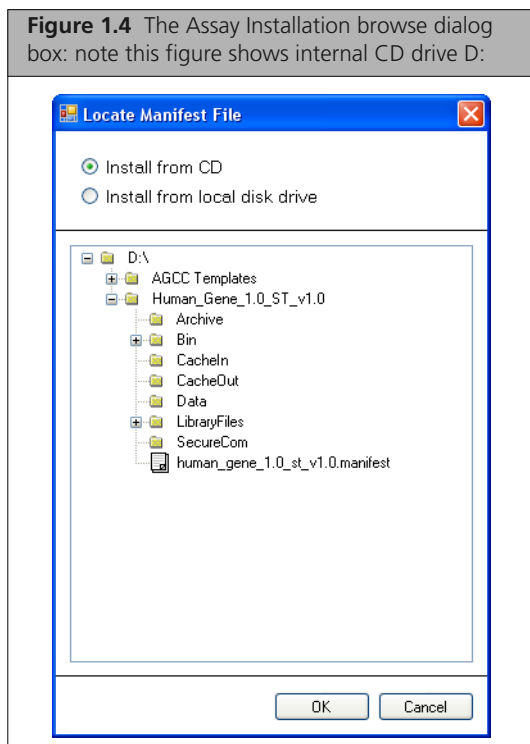 Figure 1.4 The Assay Installation browse dialog
box: note this figure shows internal CD drive D:
Locate Manifest File
Install from CD
Install from local disk drive
D:\
AGCC Templates
Human_Gene_1.0_ST_v1.0
Archive
Bin
CacheIn
CacheOut
Data
LibraryFiles
SecureCom
human_gene_1.0_st_v1.0.manifest
OK
Cancel